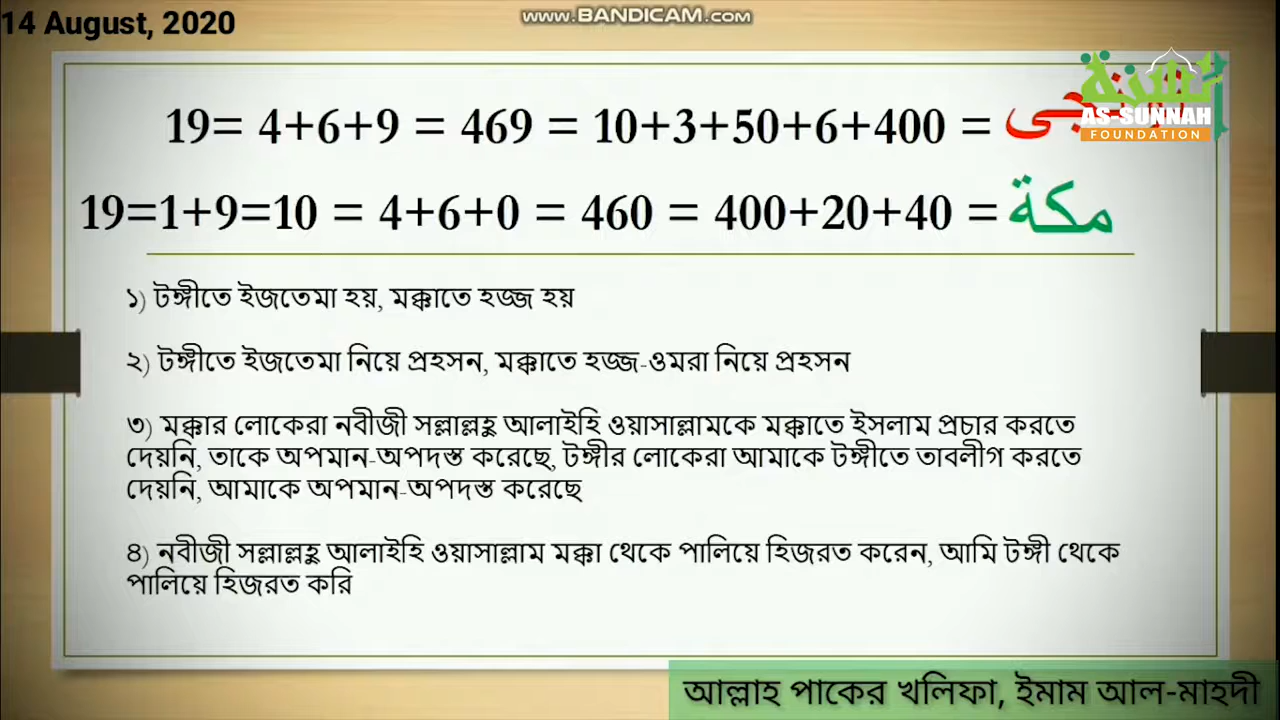 14 August, 2020
www.BANDICAM.com
السنة
AS-SUNNAH
FOUNDATION
19= 4+6+9 = 469 = 10+3+50+6+400 =
19=1+9=10 = 4+6+0 = 460 = 400+20+40 = مكة
১) টঙ্গীতে ইজতেমা হয়, মক্কাতে হজ্জ হয়
২) টঙ্গীতে ইজতেমা নিয়ে প্রহসন, মক্কাতে হজ্জ-ওমরা নিয়ে প্রহসন
৩) মক্কার লোকেরা নবীজী সল্লাল্লহু আলাইহি ওয়াসাল্লামকে মক্কাতে ইসলাম প্রচার করতে
দেয়নি, তাকে অপমান-অপদস্ত করেছে, টঙ্গীর লোকেরা আমাকে টঙ্গীতে তাবলীগ করতে
দেয়নি, আমাকে অপমান-অপদস্ত করেছে
৪) নবীজী সল্লাল্লহু আলাইহি ওয়াসাল্লাম মক্কা থেকে পালিয়ে হিজরত করেন, আমি টঙ্গী থেকে
পালিয়ে হিজরত করি
আল্লাহ পাকের খলিফা, ইমাম আল-মাহদী